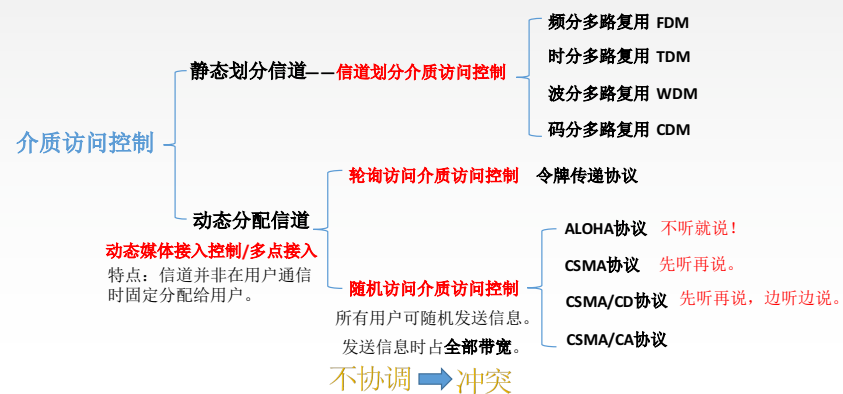 频分多路复用 FDM
静态划分信道——信道划分介质访问控制
时分多路复用 TDM
波分多路复用 WDM
码分多路复用 CDM
介质访问控制
轮询访问介质访问控制 令牌传递协议
动态分配信道
动态媒体接入控制/多点接入
特点：信道并非在用户通信
时固定分配给用户。
ALOHA协议 不听就说！
CSMA协议 先听再说。
随机访问介质访问控制
CSMA/CD协议 先听再说，边听边说。
所有用户可随机发送信息。
CSMA/CA协议
发送信息时占全部带宽。
不协调 冲突